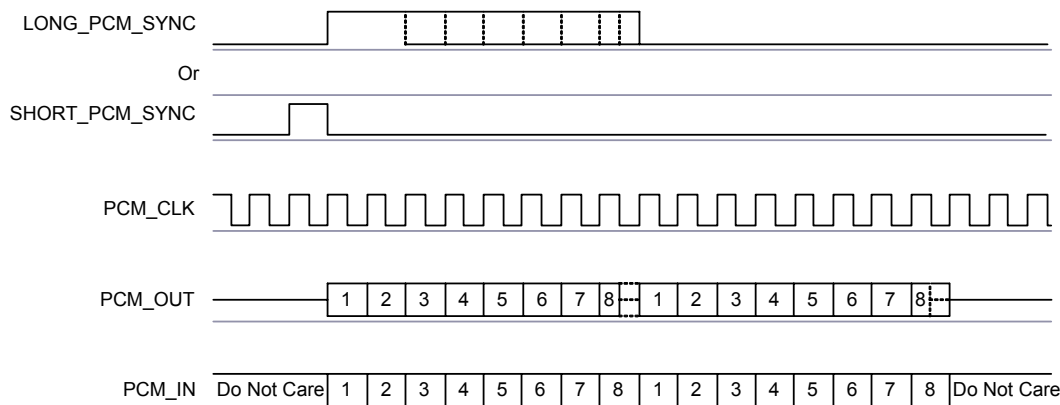 LONG_PCM_SYNC
Or
SHORT_PCM_SYNC
PCM_CLK
PCM_OUT 1 2 3 4 5 6 7 8 1 2 3 4 5 6 7 8
PCM_IN Do Not Care 1 2 3 4 5 6 7 8 1 2 3 4 5 6 7 8 Do Not Care